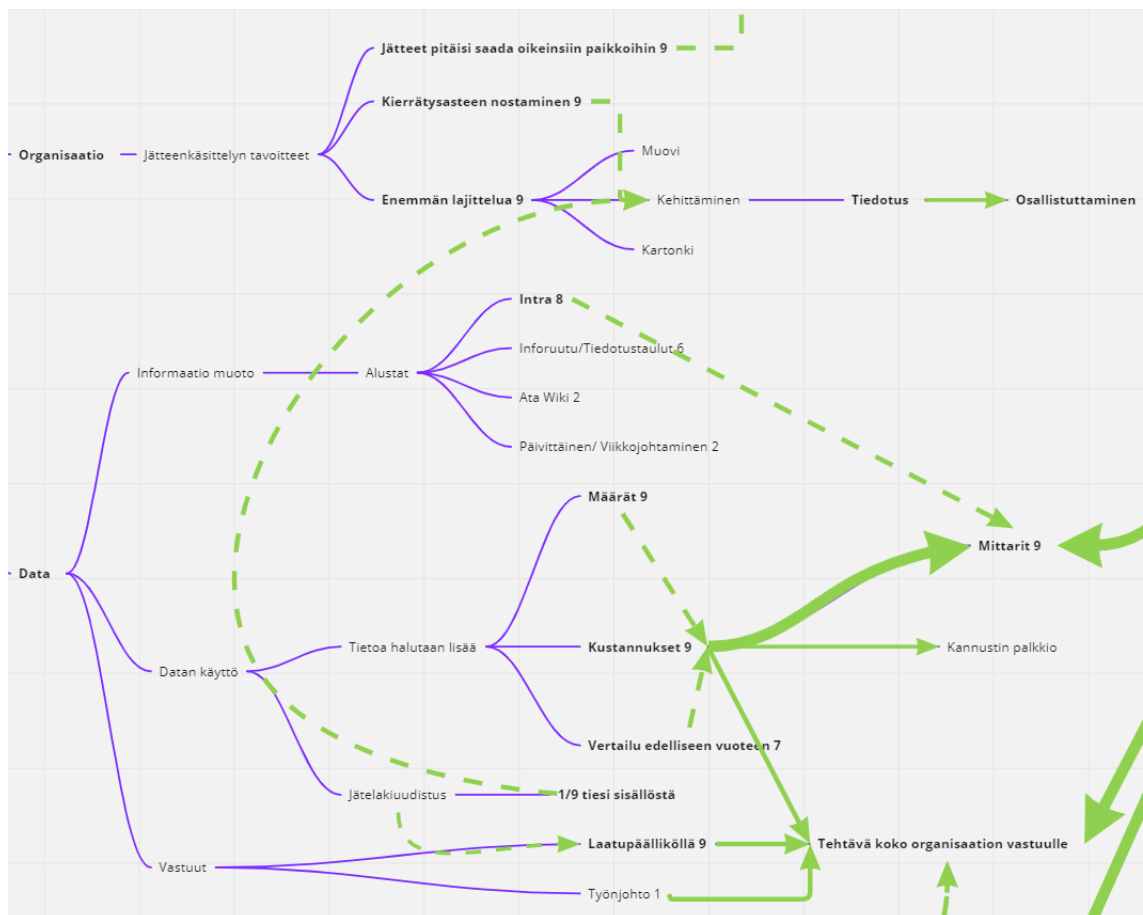 Jätteet pitäisi saada oikeinsiin paikkoihin 9
Kierrätysasteen nostaminen 9
Organisaatio
Jätteenkäsittelyn tavoitteet
Muovi
Enemmän lajittelua 9
Kehittäminen
Tiedotus
Osallistuttaminen
Kartonki
Intra 8
Inforuutu/Tiedotustaulut 6
Informaatio muoto
Alustat
Ata Wiki 2
Päivittäinen/ Viikkojohtaminen 2
Määrät 9
Mittarit 9
Data
Tietoa halutaan lisää
Kustannukset 9
Kannustin palkkio
Datan käyttö
Vertailu edelliseen vuoteen 7
Jätelakiuudistus
1/9 tiesi sisällöstä
Laatupäälliköllä 9
Tehtävä koko organisaation vastuulle
Vastuut
Työnjohto 1